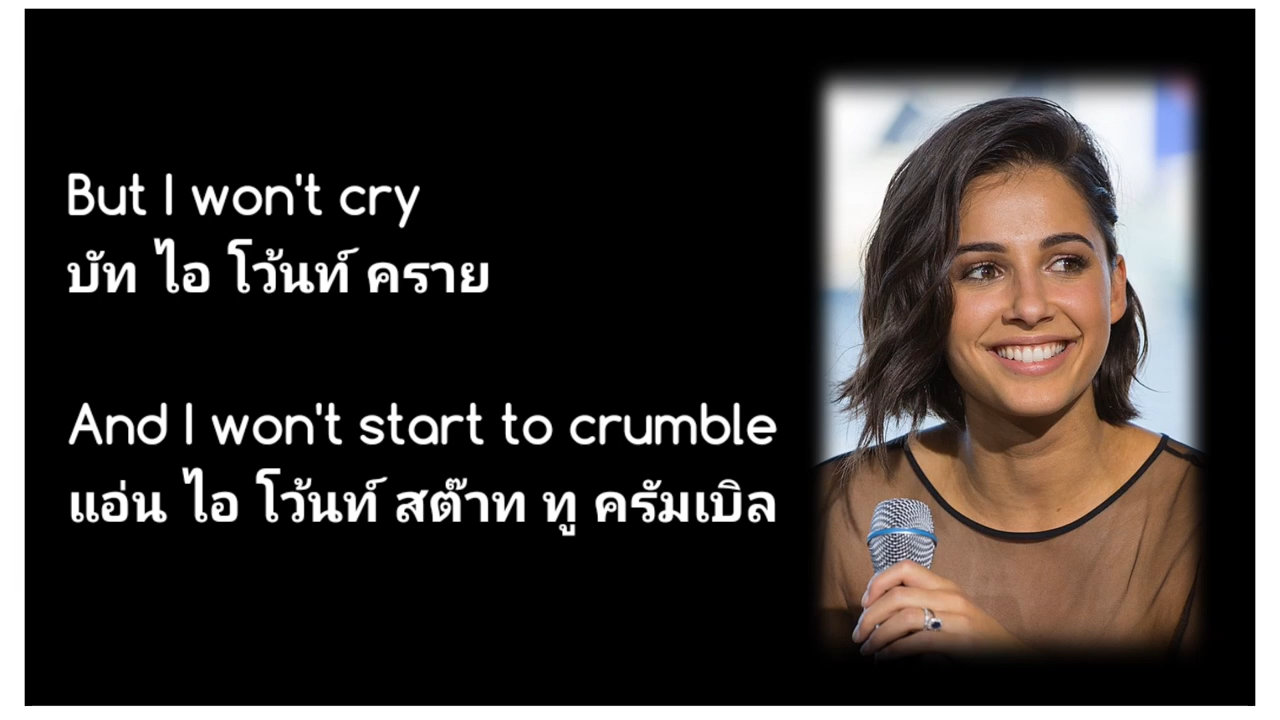 But I won't cry
บัท ไอ โว้นท์ คราย
And I won't start to crumble
แอ่น ไอ โว้นท์ สต๊าท ทู ครัมเบิล